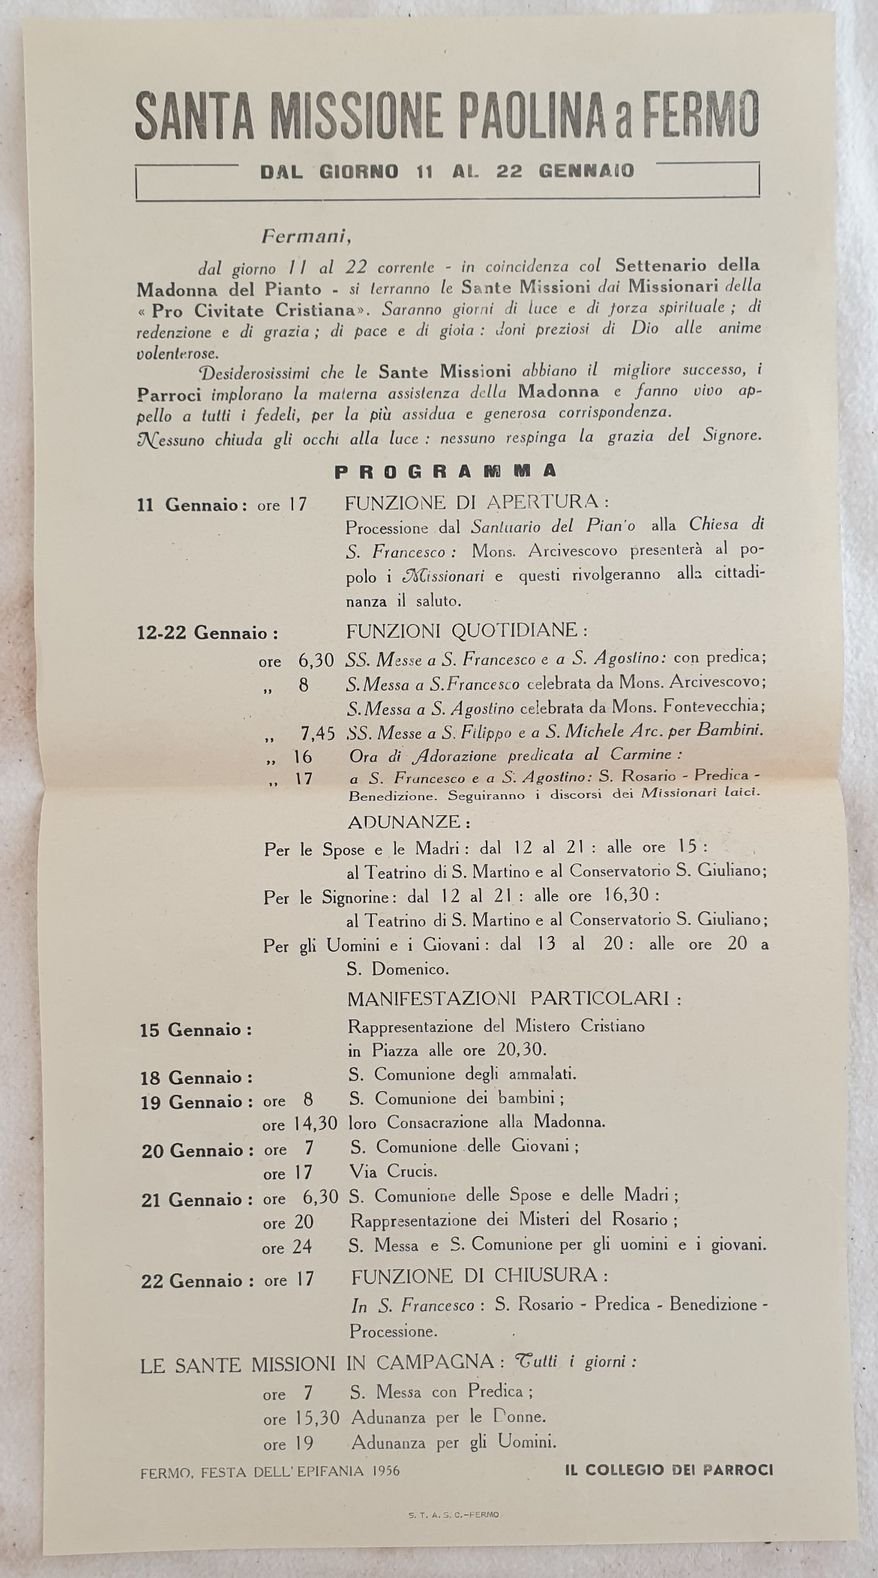 SANTA MISSIONE PAOLINA a FERMO
DAL GIORNO 11 AL 22 GENNAIO
Fermani,
dal giorno 11 al 22 corrente - in coincidenza col Settenario della
Madonna del Pianto - si terranno le Sante Missioni dai Missionari della
« Pro Civitate Cristiana». Saranno giorni di luce e di forza spirituale ; di
redenzione e di grazia ; di pace e di gioia : doni preziosi di Dio alle anime
volenterose.
Desiderosissimi che le Sante Missioni abbiano il migliore successo, i
Parroci implorano la materna assistenza della Madonna e fanno vivo ap-
pello a tutti i fedeli, per la più assidua e generosa corrispondenza.
Nessuno chiuda gli occhi alla luce : nessuno respinga la grazia del Signore.
PROGRAMMA
11 Gennaio : ore 17 FUNZIONE DI APERTURA :
Processione dal Santuario del Pian'o alla Chiesa di
S. Francesco : Mons. Arcivescovo presenterà al po-
polo i Missionari e questi rivolgeranno alla cittadi-
nanza il saluto.
12-22 Gennaio : FUNZIONI QUOTIDIANE :
ore 6,30 SS. Messe a S. Francesco e a S. Agostino: con predica;
„ 8 S. Messa a S. Francesco celebrata da Mons. Arcivescovo;
S. Messa a S. Agostino celebrata da Mons. Fontevecchia;
„ 7,45 SS. Messe a S. Filippo e a S. Michele Arc. per Bambini.
„ 16 Ora di Adorazione predicata al Carmine :
„ 17 a S. Francesco e a S. Agostino: S. Rosario - Predica -
Benedizione. Seguiranno i discorsi dei Missionari laici.
ADUNANZE :
Per le Spose e le Madri : dal 12 al 21 : alle ore 15 :
al Teatrino di S. Martino e al Conservatorio S. Giuliano;
Per le Signorine : dal 12 al 21 : alle ore 16,30 :
al Teatrino di S. Martino e al Conservatorio S. Giuliano;
Per gli Uomini e i Giovani : dal 13 al 20 : alle ore 20 a
S. Domenico.
MANIFESTAZIONI PARTICOLARI :
15 Gennaio : Rappresentazione del Mistero Cristiano
in Piazza alle ore 20,30.
18 Gennaio : S. Comunione degli ammalati.
19 Gennaio : ore 8 S. Comunione dei bambini ;
ore 14,30 loro Consacrazione alla Madonna.
20 Gennaio : ore 7 S. Comunione delle Giovani ;
ore 17 Via Crucis.
21 Gennaio : ore 6,30 S. Comunione delle Spose e delle Madri ;
ore 20 Rappresentazione dei Misteri del Rosario ;
ore 24 S. Messa e S. Comunione per gli uomini e i giovani.
22 Gennaio : ore 17 FUNZIONE DI CHIUSURA :
In S. Francesco : S. Rosario - Predica - Benedizione -
Processione.
LE SANTE MISSIONI IN CAMPAGNA : Tutti i giorni :
ore 7 S. Messa con Predica ;
ore 15,30 Adunanza per le Donne.
ore 19 Adunanza per gli Uomini.
FERMO, FESTA DELL'EPIFANIA 1956 IL COLLEGIO DEI PARROCI
S. T. A. S. C.-FERMO